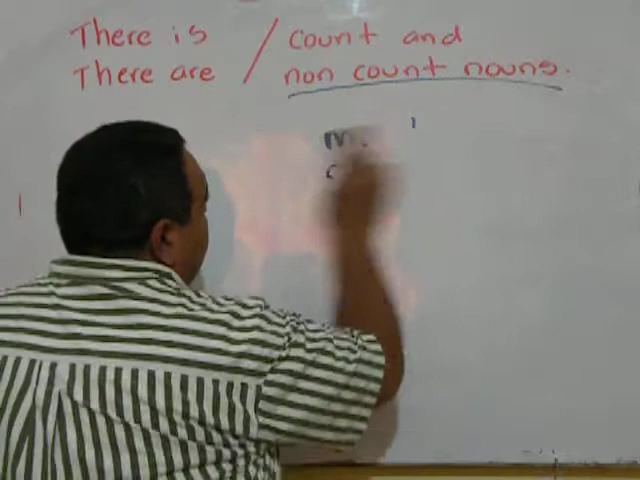 There is / count and
There are / non count nouns.